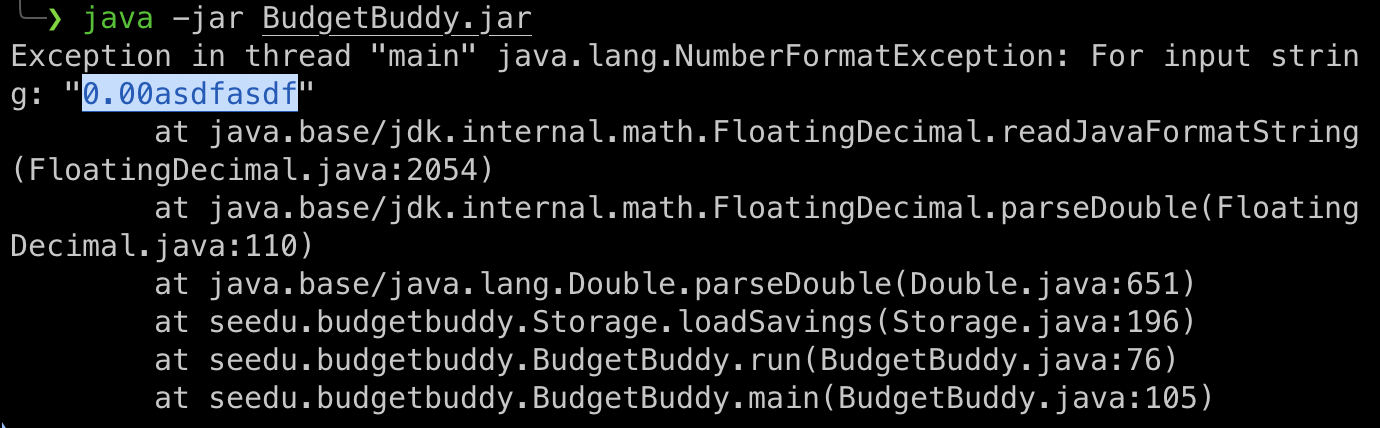 ❯ java -jar BudgetBuddy.jar
Exception in thread "main" java.lang.NumberFormatException: For input strin
g: "0.00asdfasdf"
        at java.base/jdk.internal.math.FloatingDecimal.readJavaFormatString
(FloatingDecimal.java:2054)
        at java.base/jdk.internal.math.FloatingDecimal.parseDouble(Floating
Decimal.java:110)
        at java.base/java.lang.Double.parseDouble(Double.java:651)
        at seedu.budgetbuddy.Storage.loadSavings(Storage.java:196)
        at seedu.budgetbuddy.BudgetBuddy.run(BudgetBuddy.java:76)
        at seedu.budgetbuddy.BudgetBuddy.main(BudgetBuddy.java:105)